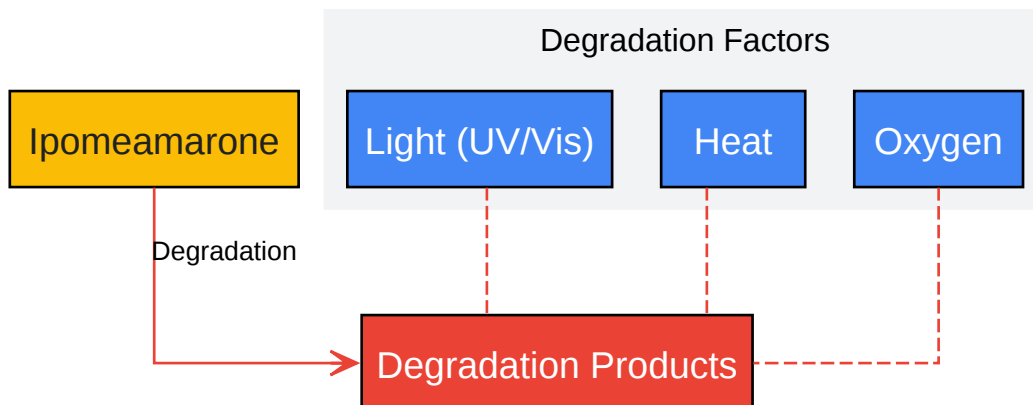 Degradation Factors
Ipomeamarone
Light (UV/Vis)
Heat
Oxygen
Degradation
Degradation Products